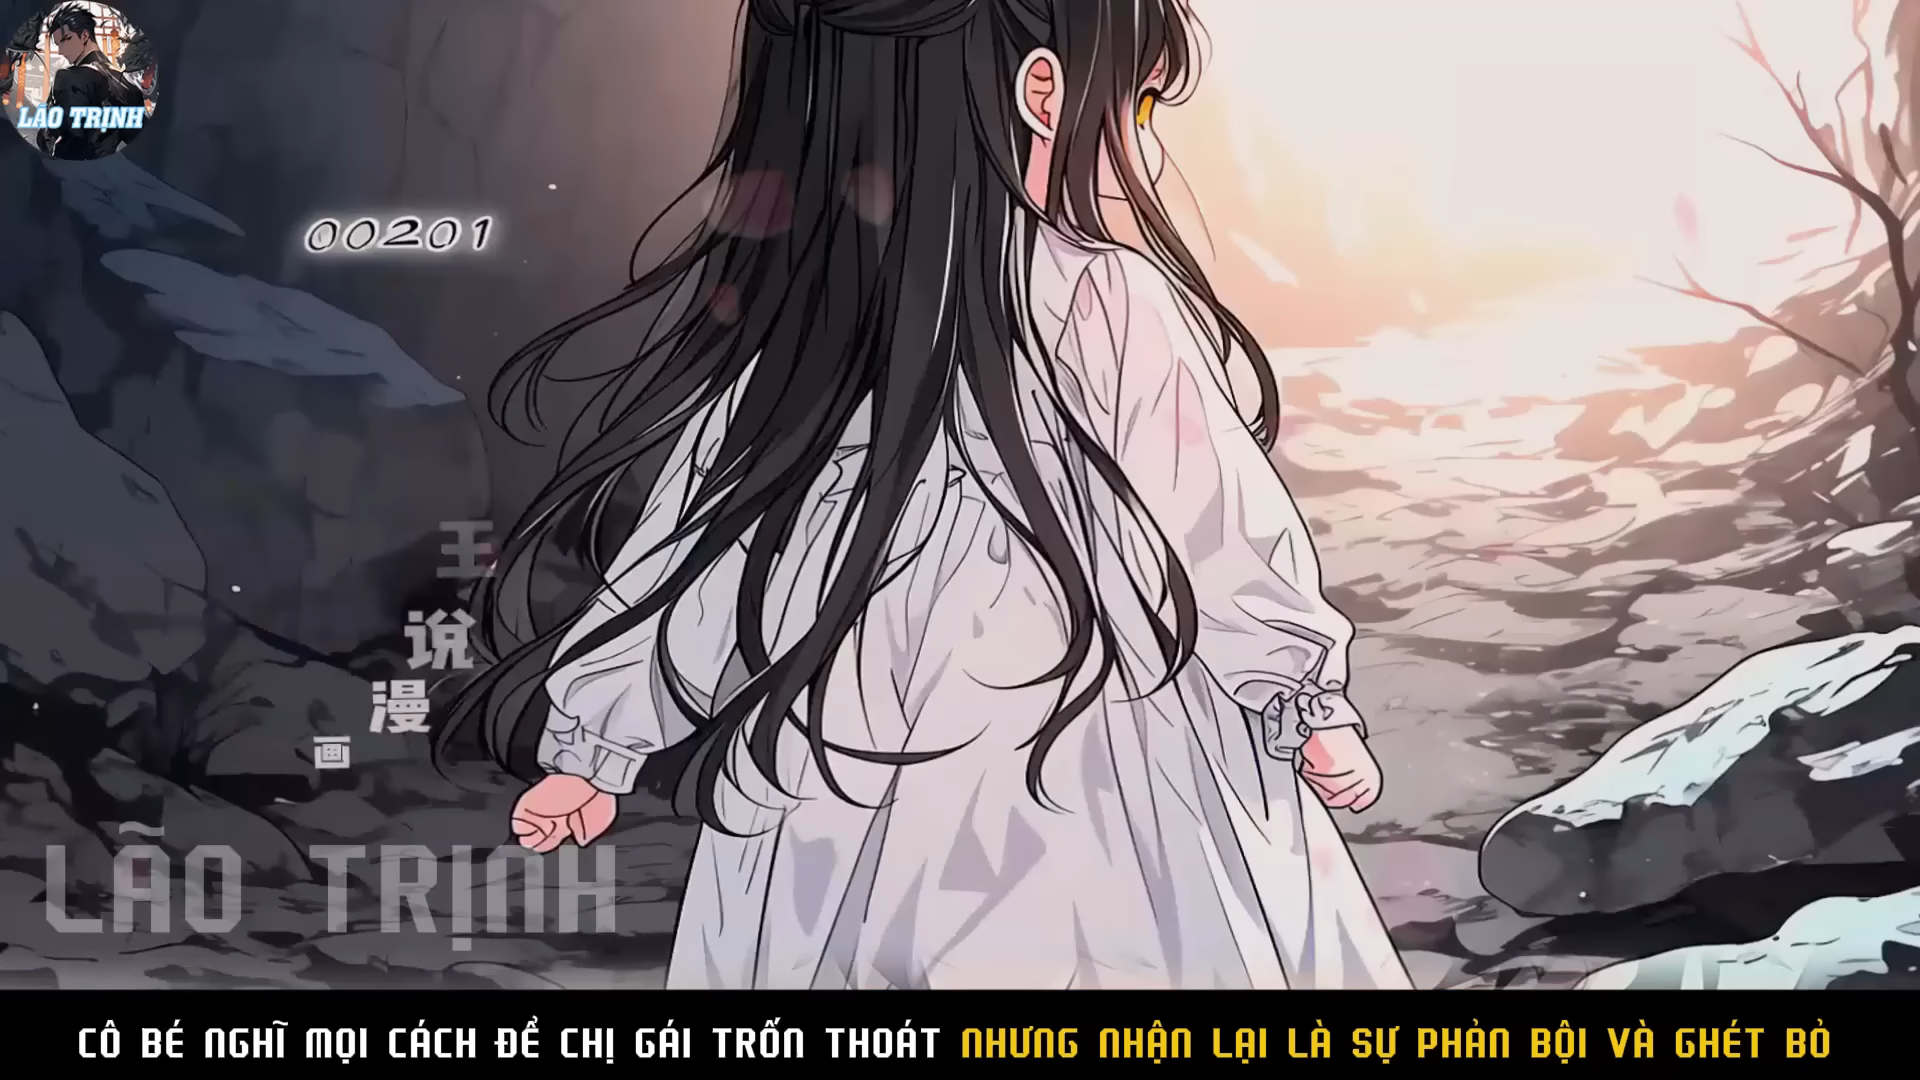 LÃO TRỊNH
00201
王
说
漫
画
LÃO TRỊNH
CÔ BÉ NGHĨ MỌI CÁCH ĐỂ CHỊ GÁI TRỐN THOÁT NHƯNG NHẬN LẠI LÀ SỰ PHẢN BỘI VÀ GHÉT BỎ